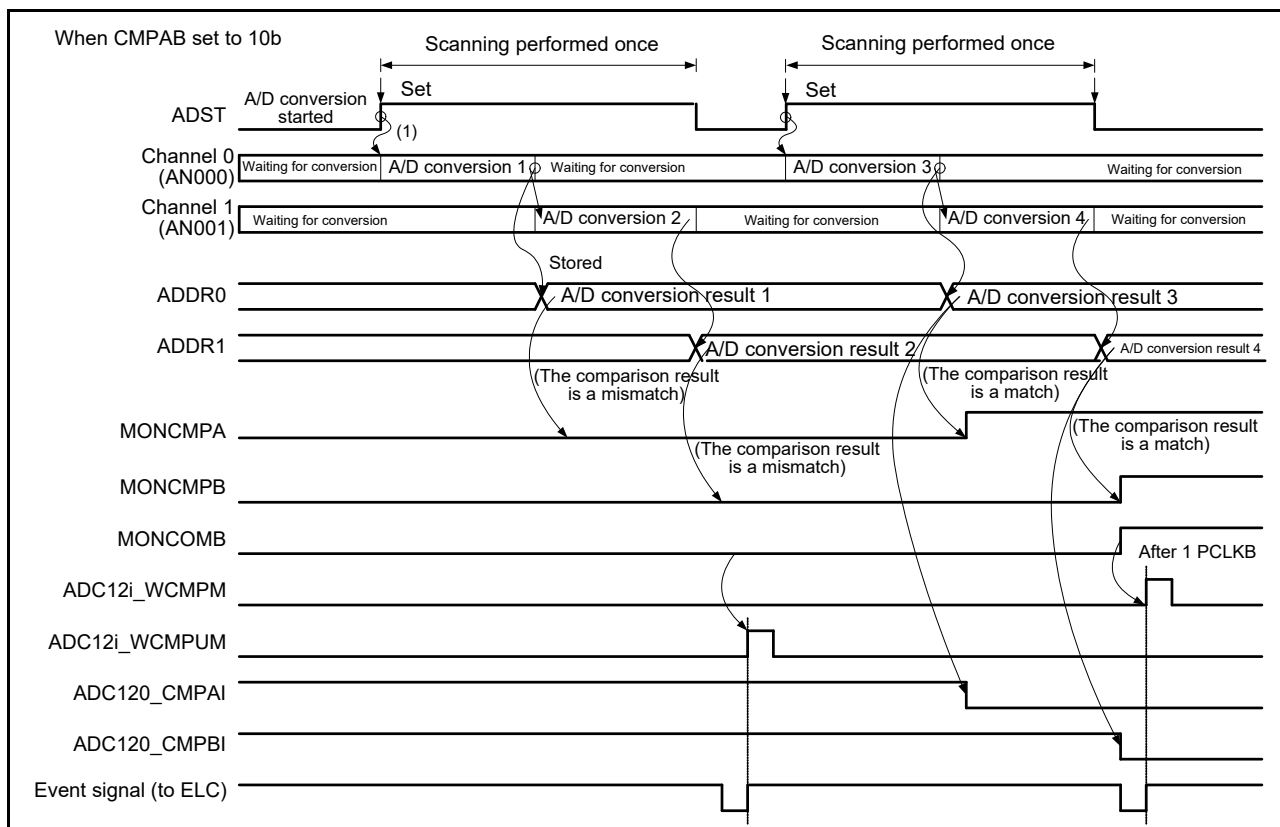 When CMPAB set to 10b
Scanning performed once
Scanning performed once
A/D conversion
started
Set
Set
ADST
(1)
Channel 0
(AN000)
Waiting for conversion
A/D conversion 1
Waiting for conversion
A/D conversion 3
Waiting for conversion
Channel 1
(AN001)
Waiting for conversion
A/D conversion 2
Waiting for conversion
A/D conversion 4
Waiting for conversion
Stored
ADDR0
A/D conversion result 1
A/D conversion result 3
ADDR1
A/D conversion result 2
A/D conversion result 4
(The comparison result
is a mismatch)
(The comparison result
is a match)
MONCMPA
(The comparison result
is a mismatch)
(The comparison result
is a match)
MONCMPB
MONCOMB
After 1 PCLKB
ADC12i_WCMPM
ADC12i_WCMPUM
ADC120_CMPAI
ADC120_CMPBI
Event signal (to ELC)